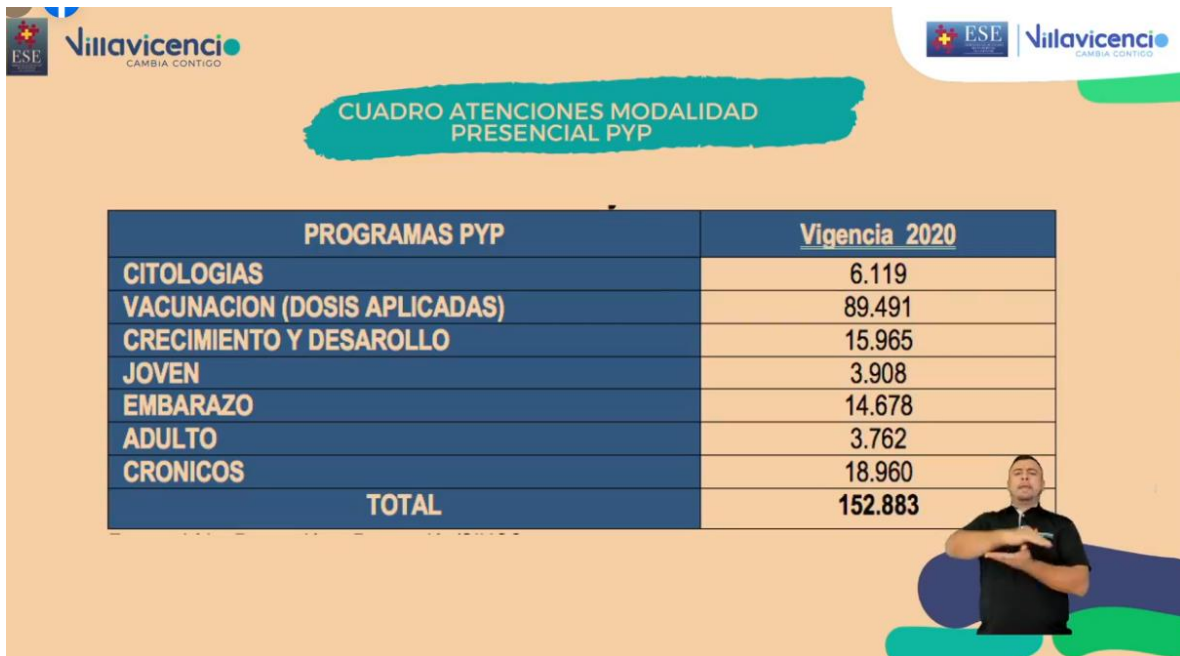 ESE
Villavicencio
CAMBIA CONTIGO
ESE
Villavicencio
CAMBIA CONTIGO
CUADRO ATENCIONES MODALIDAD
PRESENCIAL PYP
PROGRAMAS PYP Vigencia 2020
CITOLOGIAS 6.119
VACUNACION (DOSIS APLICADAS) 89.491
CRECIMIENTO Y DESAROLLO 15.965
JOVEN 3.908
EMBARAZO 14.678
ADULTO 3.762
CRONICOS 18.960
TOTAL 152.883